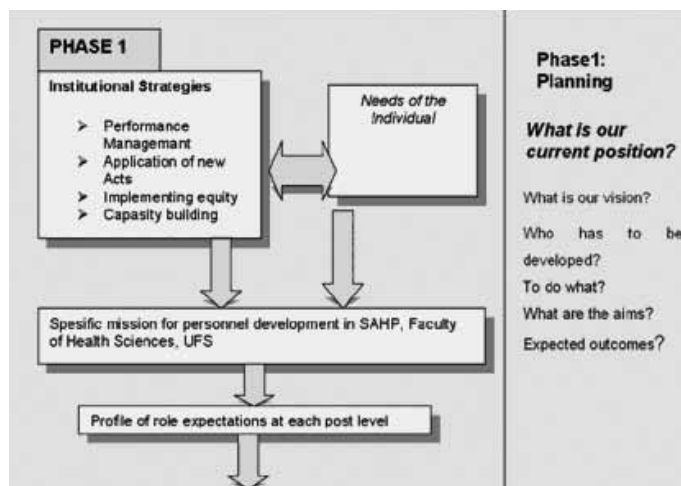 PHASE 1
Institutional Strategies
➤ Performance
Managemant
➤ Application of new
Acts
➤ Implementing equity
➤ Capasity building
Needs of the
Individual
Spesific mission for personnel development in SAHP, Faculty
of Health Sciences, UFS
Profile of role expectations at each post level
Phase1:
Planning
What is our
current position?
What is our vision?
Who has to be
developed?
To do what?
What are the aims?
Expected outcomes?